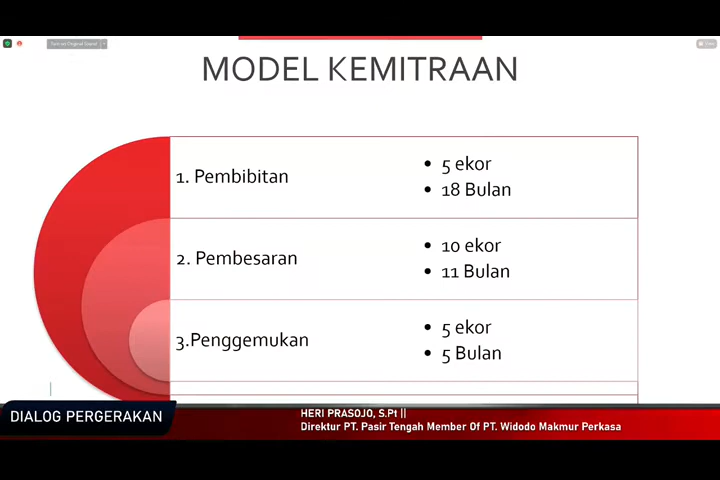 MODEL KEMITRAAN
1. Pembibitan
• 5 ekor
• 18 Bulan
2. Pembesaran
• 10 ekor
• 11 Bulan
3.Penggemukan
• 5 ekor
• 5 Bulan
DIALOG PERGERAKAN
HERI PRASOJO, S.Pt ||
Direktur PT. Pasir Tengah Member Of PT. Widodo Makmur Perkasa